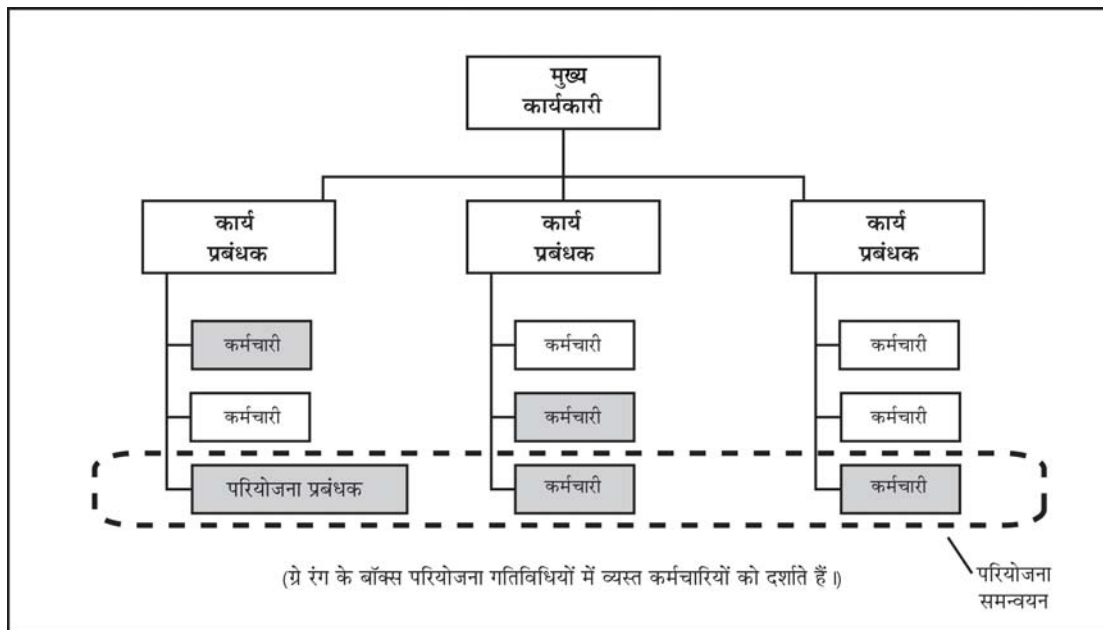 मुख्य
कार्यकारी
कार्य
प्रबंधक
कार्य
प्रबंधक
कार्य
प्रबंधक
कर्मचारी
कर्मचारी
कर्मचारी
कर्मचारी
कर्मचारी
कर्मचारी
परियोजना प्रबंधक
कर्मचारी
कर्मचारी
(ग्रे रंग के बॉक्स परियोजना गतिविधियों में व्यस्त कर्मचारियों को दर्शाते हैं।)
परियोजना
समन्वयन